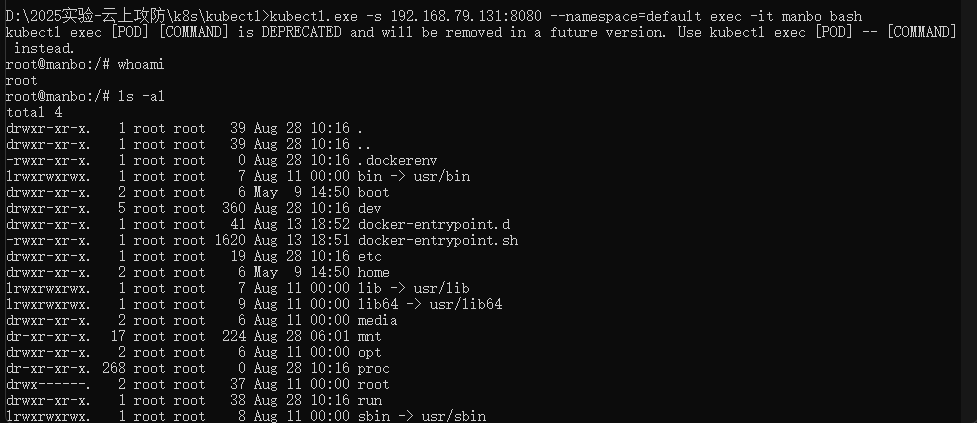 D:\2025实验-云上攻防\k8s\kubectl>kubectl.exe -s 192.168.79.131:8080 --namespace=default exec -it manbo bash
kubectl exec [POD] [COMMAND] is DEPRECATED and will be removed in a future version. Use kubectl exec [POD] -- [COMMAND]
 instead.
root@manbo:/# whoami
root
root@manbo:/# ls -al
total 4
drwxr-xr-x.   1 root root   39 Aug 28 10:16 .
drwxr-xr-x.   1 root root   39 Aug 28 10:16 ..
-rwxr-xr-x.   1 root root    0 Aug 28 10:16 .dockerenv
lrwxrwxrwx.   1 root root    7 Aug 11 00:00 bin -> usr/bin
drwxr-xr-x.   2 root root    6 May  9 14:50 boot
drwxr-xr-x.   5 root root  360 Aug 28 10:16 dev
drwxr-xr-x.   1 root root   41 Aug 13 18:52 docker-entrypoint.d
-rwxr-xr-x.   1 root root 1620 Aug 13 18:51 docker-entrypoint.sh
drwxr-xr-x.   1 root root   19 Aug 28 10:16 etc
drwxr-xr-x.   2 root root    6 May  9 14:50 home
lrwxrwxrwx.   1 root root    7 Aug 11 00:00 lib -> usr/lib
lrwxrwxrwx.   1 root root    9 Aug 11 00:00 lib64 -> usr/lib64
drwxr-xr-x.   2 root root    6 Aug 11 00:00 media
dr-xr-xr-x.  17 root root  224 Aug 28 06:01 mnt
drwxr-xr-x.   2 root root    6 Aug 11 00:00 opt
dr-xr-xr-x. 268 root root    0 Aug 28 10:16 proc
drwx------.   2 root root   37 Aug 11 00:00 root
drwxr-xr-x.   1 root root   38 Aug 28 10:16 run
lrwxrwxrwx.   1 root root    8 Aug 11 00:00 sbin -> usr/sbin